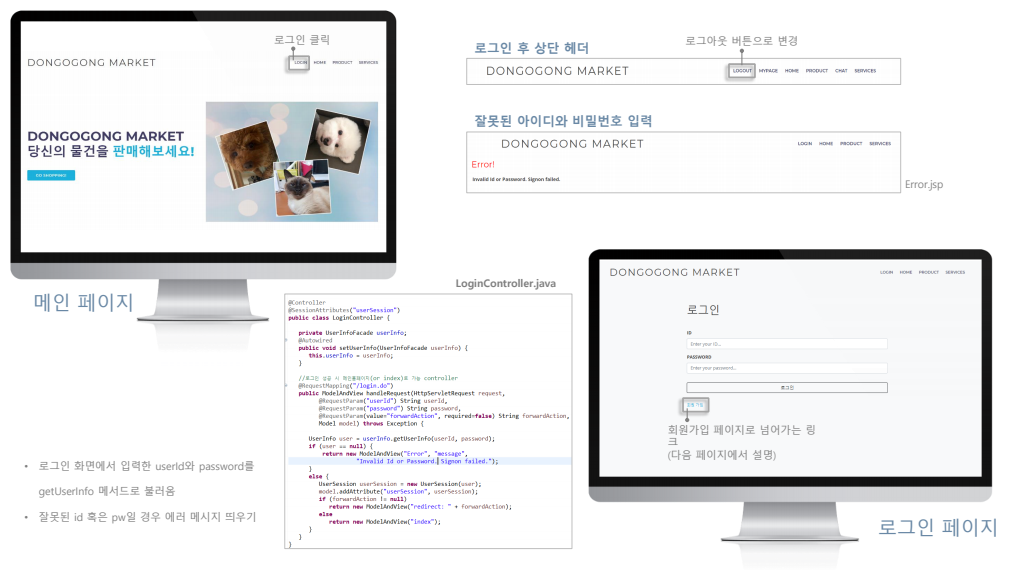 로그인 클릭
DONGOGONG MARKET
LOGIN HOME PRODUCT SERVICES
DONGOGONG MARKET
당신의 물건을 판매해보세요!
GO SHOPPING
메인 페이지
로그인 후 상단 헤더
로그아웃 버튼으로 변경
DONGOGONG MARKET
LOGOUT MYPAGE HOME PRODUCT CHAT SERVICES
잘못된 아이디와 비밀번호 입력
DONGOGONG MARKET
LOGIN HOME PRODUCT SERVICES
Error!
Invalid Id or Password. Signon failed.
Error.jsp
LoginController.java
@Controller
@SessionAttributes("userSession")
public class LoginController {
private UserInfoFacade userInfo;
@Autowired
public void setUserInfo(UserInfoFacade userInfo) {
this.userInfo = userInfo;
}
//로그인 성공 시 메인홈페이지(or index)로 가는 controller
@RequestMapping("/login.do")
public ModelAndView handleRequest(HttpServletRequest request,
@RequestParam("userId") String userId,
@RequestParam("password") String password,
@RequestParam(value="forwardAction", required=false) String forwardAction,
Model model) throws Exception {
UserInfo user = userInfo.getUserInfo(userId, password);
if (user == null) {
return new ModelAndView("Error", "message",
"Invalid Id or Password. Signon failed.");
}
else {
UserSession userSession = new UserSession(user);
model.addAttribute("userSession", userSession);
if (forwardAction != null)
return new ModelAndView("redirect: " + forwardAction);
else
return new ModelAndView("index");
}
}
}
• 로그인 화면에서 입력한 userId와 password를
getUserInfo 메서드로 불러옴
• 잘못된 id 혹은 pw일 경우 에러 메시지 띄우기
DONGOGONG MARKET
LOGIN HOME PRODUCT SERVICES
로그인
ID
Enter your ID...
PASSWORD
Enter your password...
로그인
회원 가입
회원가입 페이지로 넘어가는 링
크
(다음 페이지에서 설명)
로그인 페이지